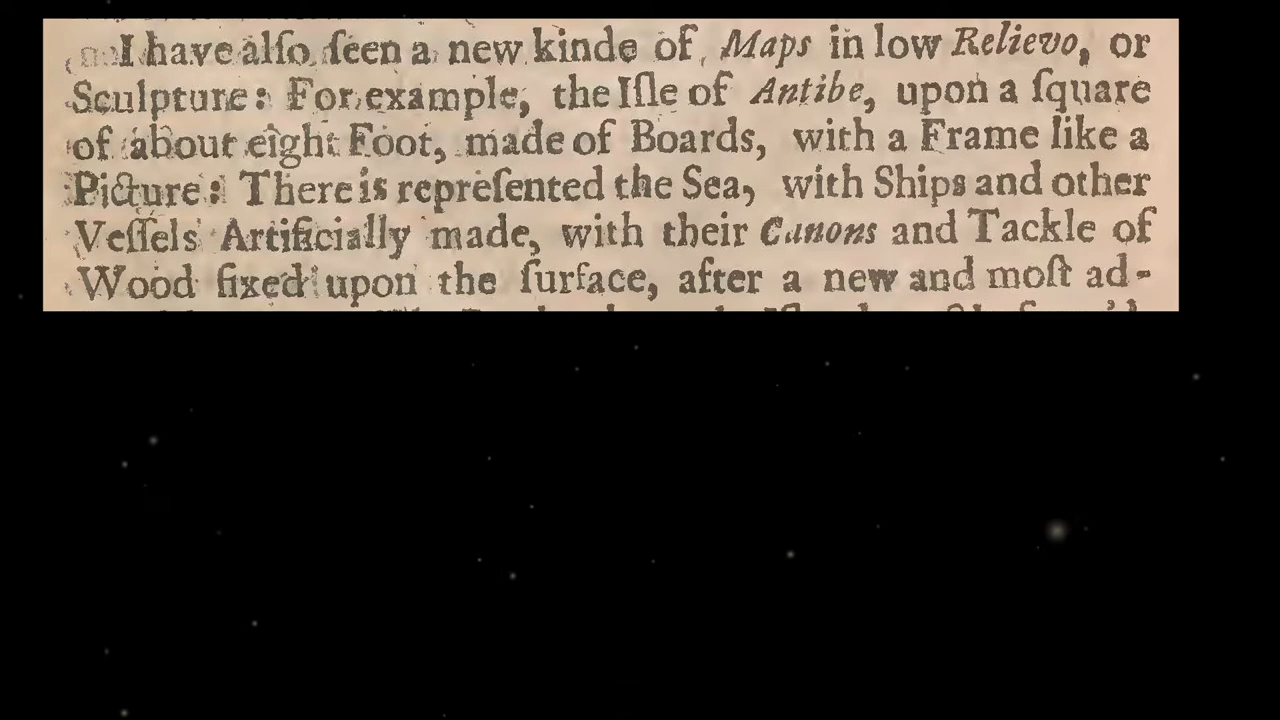 I have alſo ſeen a new kinde of Maps in low Relievo, or
Sculpture: For example, the Iſle of Antibe, upon a ſquare
of about eight Foot, made of Boards, with a Frame like a
Picture: There is repreſented the Sea, with Ships and other
Veſſels Artificially made, with their Canons and Tackle of
Wood fixed upon the ſurface, after a new and moſt ad-